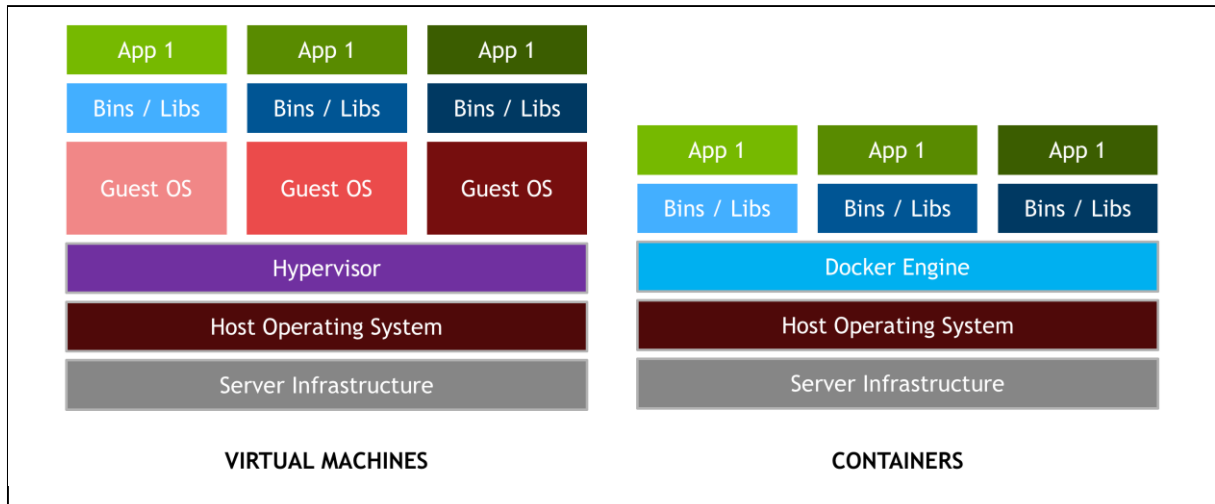 App 1
App 1
App 1
Bins / Libs
Bins / Libs
Bins / Libs
Guest OS
Guest OS
Guest OS
Hypervisor
Host Operating System
Server Infrastructure
VIRTUAL MACHINES
App 1
App 1
App 1
Bins / Libs
Bins / Libs
Bins / Libs
Docker Engine
Host Operating System
Server Infrastructure
CONTAINERS